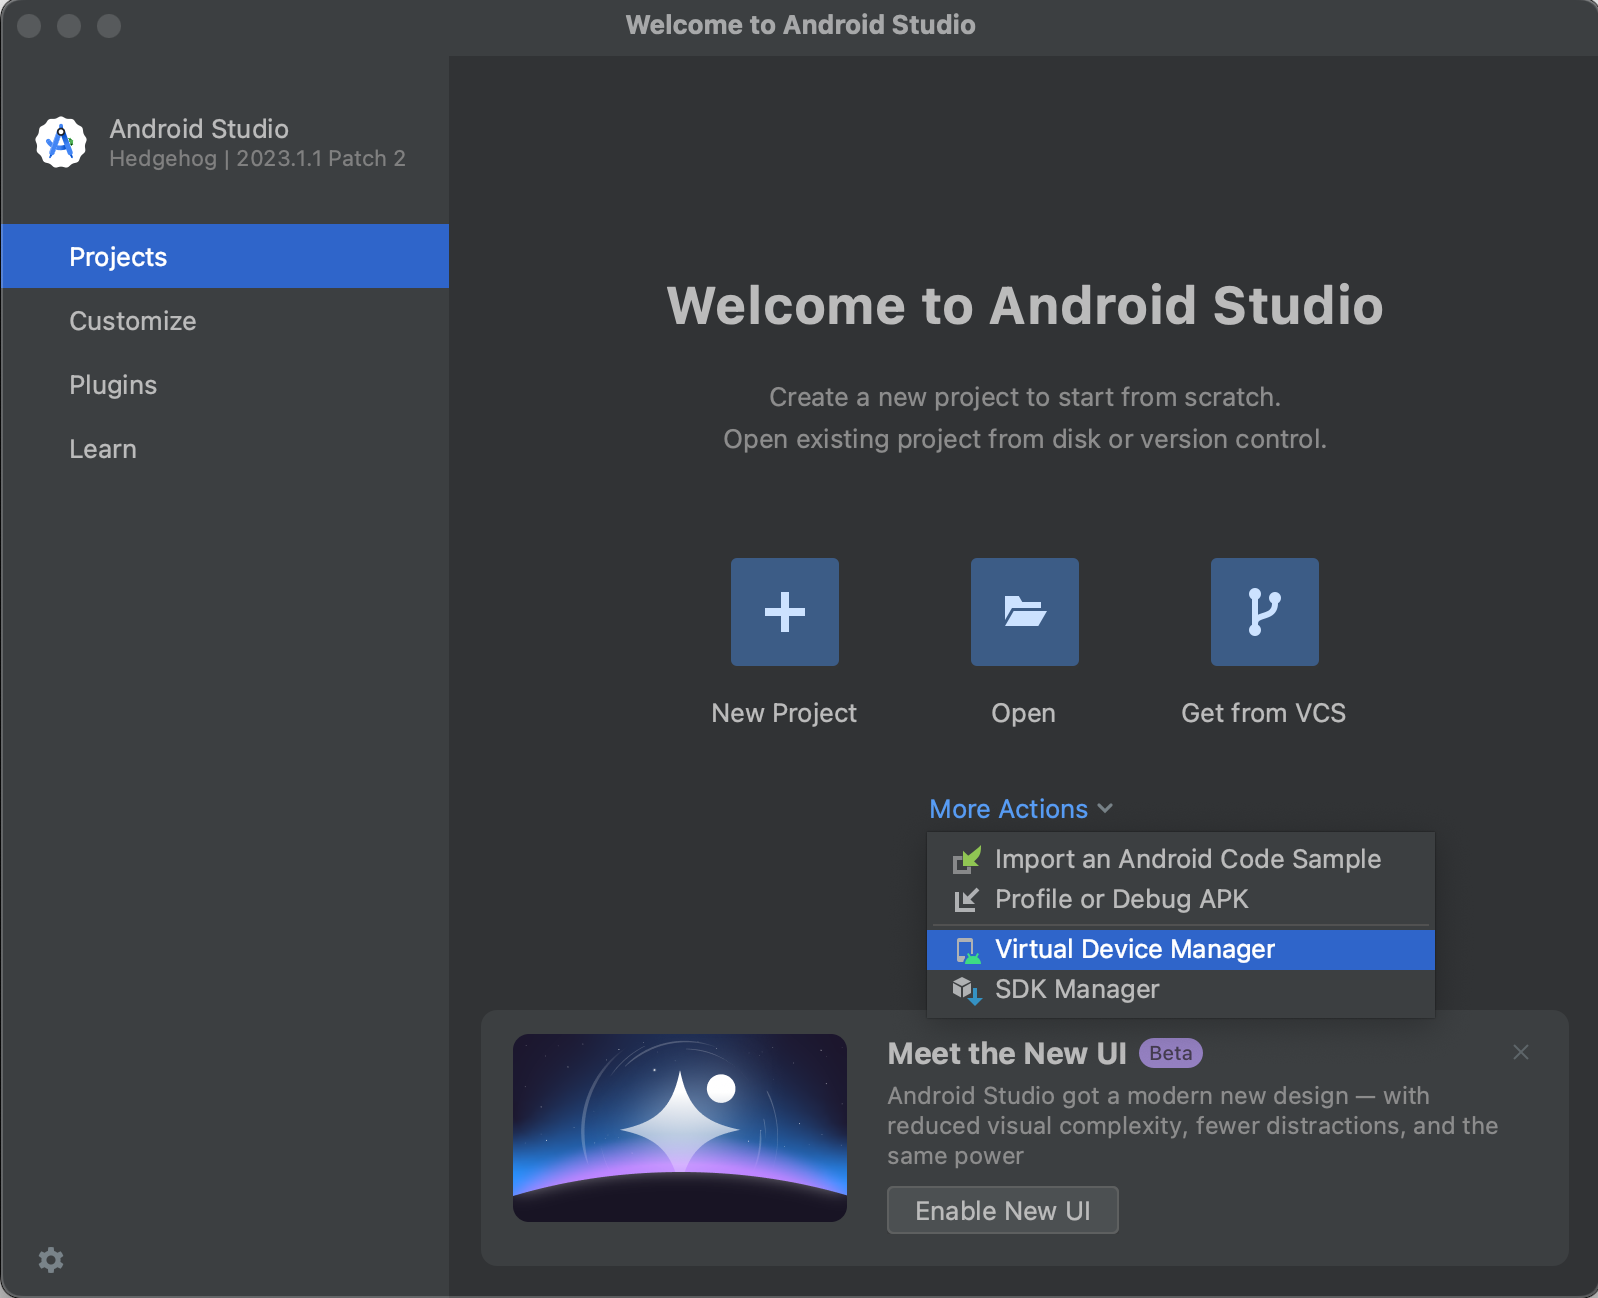 Welcome to Android Studio
Android Studio
Hedgehog | 2023.1.1 Patch 2
Projects
Customize
Plugins
Learn
Welcome to Android Studio
Create a new project to start from scratch.
Open existing project from disk or version control.
New Project
Open
Get from VCS
More Actions
Import an Android Code Sample
Profile or Debug APK
Virtual Device Manager
SDK Manager
Meet the New UI Beta
Android Studio got a modern new design — with
reduced visual complexity, fewer distractions, and the
same power
Enable New UI